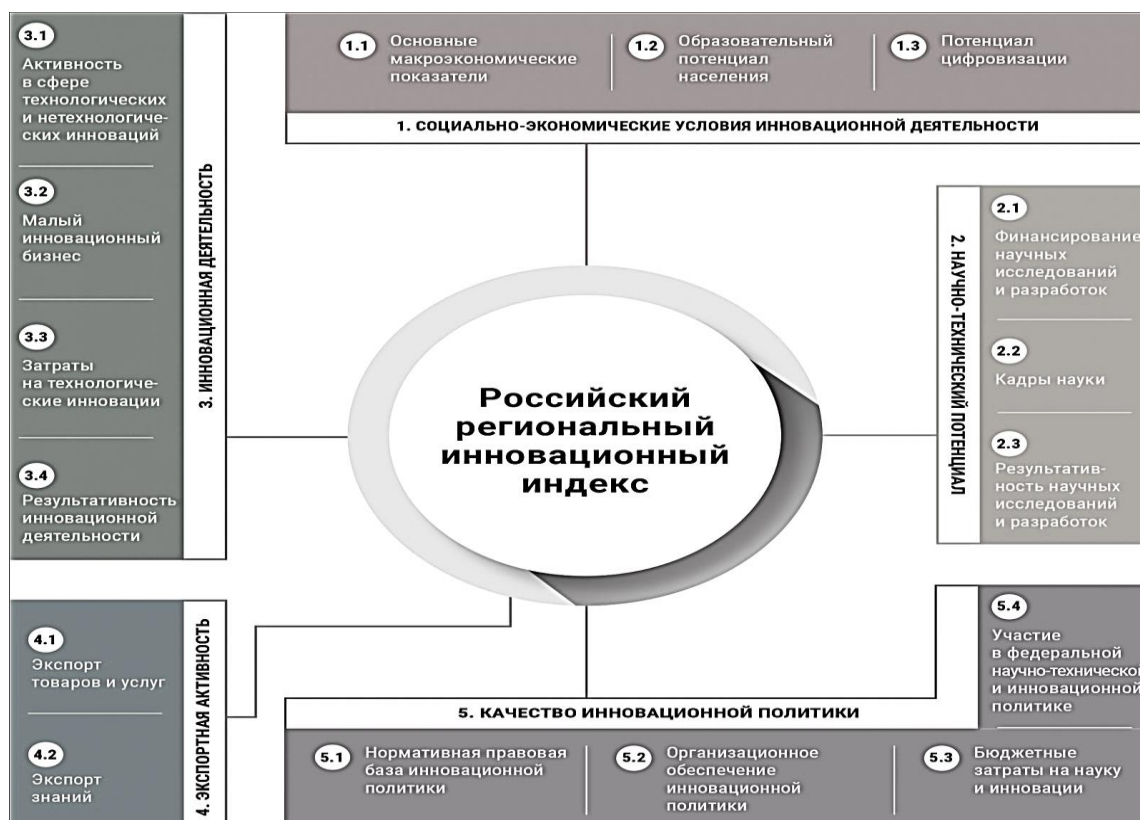 1.1
Основные
макроэкономические
показатели
1.2
Образовательный
потенциал
населения
1.3
Потенциал
цифровизации
1. СОЦИАЛЬНО-ЭКОНОМИЧЕСКИЕ УСЛОВИЯ ИННОВАЦИОННОЙ ДЕЯТЕЛЬНОСТИ
2. НАУЧНО-ТЕХНИЧЕСКИЙ ПОТЕНЦИАЛ
2.1
Финансирование
научных
исследований
и разработок
2.2
Кадры науки
2.3
Результатив-
ность научных
исследований
и разработок
3.1
Активность
в сфере
технологических
и нетехнологиче-
ских инноваций
3.2
Малый
инновационный
бизнес
3.3
Затраты
на технологиче-
ские инновации
3.4
Результативность
инновационной
деятельности
3. ИННОВАЦИОННАЯ ДЕЯТЕЛЬНОСТЬ
Российский
региональный
инновационный
индекс
4.1
Экспорт
товаров и услуг
4.2
Экспорт
знаний
4. ЭКСПОРТНАЯ АКТИВНОСТЬ
5. КАЧЕСТВО ИННОВАЦИОННОЙ ПОЛИТИКИ
5.1
Нормативная правовая
база инновационной
политики
5.2
Организационное
обеспечение
инновационной
политики
5.3
Бюджетные
затраты на науку
и инновации
5.4
Участие
в федеральной
научно-технической
и инновационной
политике